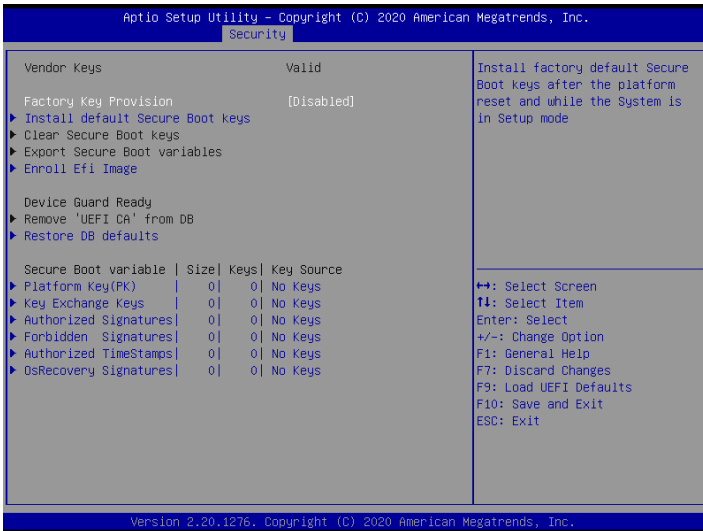 Aptio Setup Utility – Copyright (C) 2020 American Megatrends, Inc.
Security
Vendor Keys Valid
Factory Key Provision [Disabled]
▶ Install default Secure Boot keys
▶ Clear Secure Boot keys
▶ Export Secure Boot variables
▶ Enroll Efi Image
Device Guard Ready
▶ Remove 'UEFI CA' from DB
▶ Restore DB defaults
Secure Boot variable | Size| Keys| Key Source
▶ Platform Key(PK) | 0| 0| No Keys
▶ Key Exchange Keys | 0| 0| No Keys
▶ Authorized Signatures| 0| 0| No Keys
▶ Forbidden Signatures| 0| 0| No Keys
▶ Authorized TimeStamps| 0| 0| No Keys
▶ OsRecovery Signatures| 0| 0| No Keys
Install factory default Secure
Boot keys after the platform
reset and while the System is
in Setup mode
↔: Select Screen
↑↓: Select Item
Enter: Select
+/-: Change Option
F1: General Help
F7: Discard Changes
F9: Load UEFI Defaults
F10: Save and Exit
ESC: Exit
Version 2.20.1276. Copyright (C) 2020 American Megatrends, Inc.